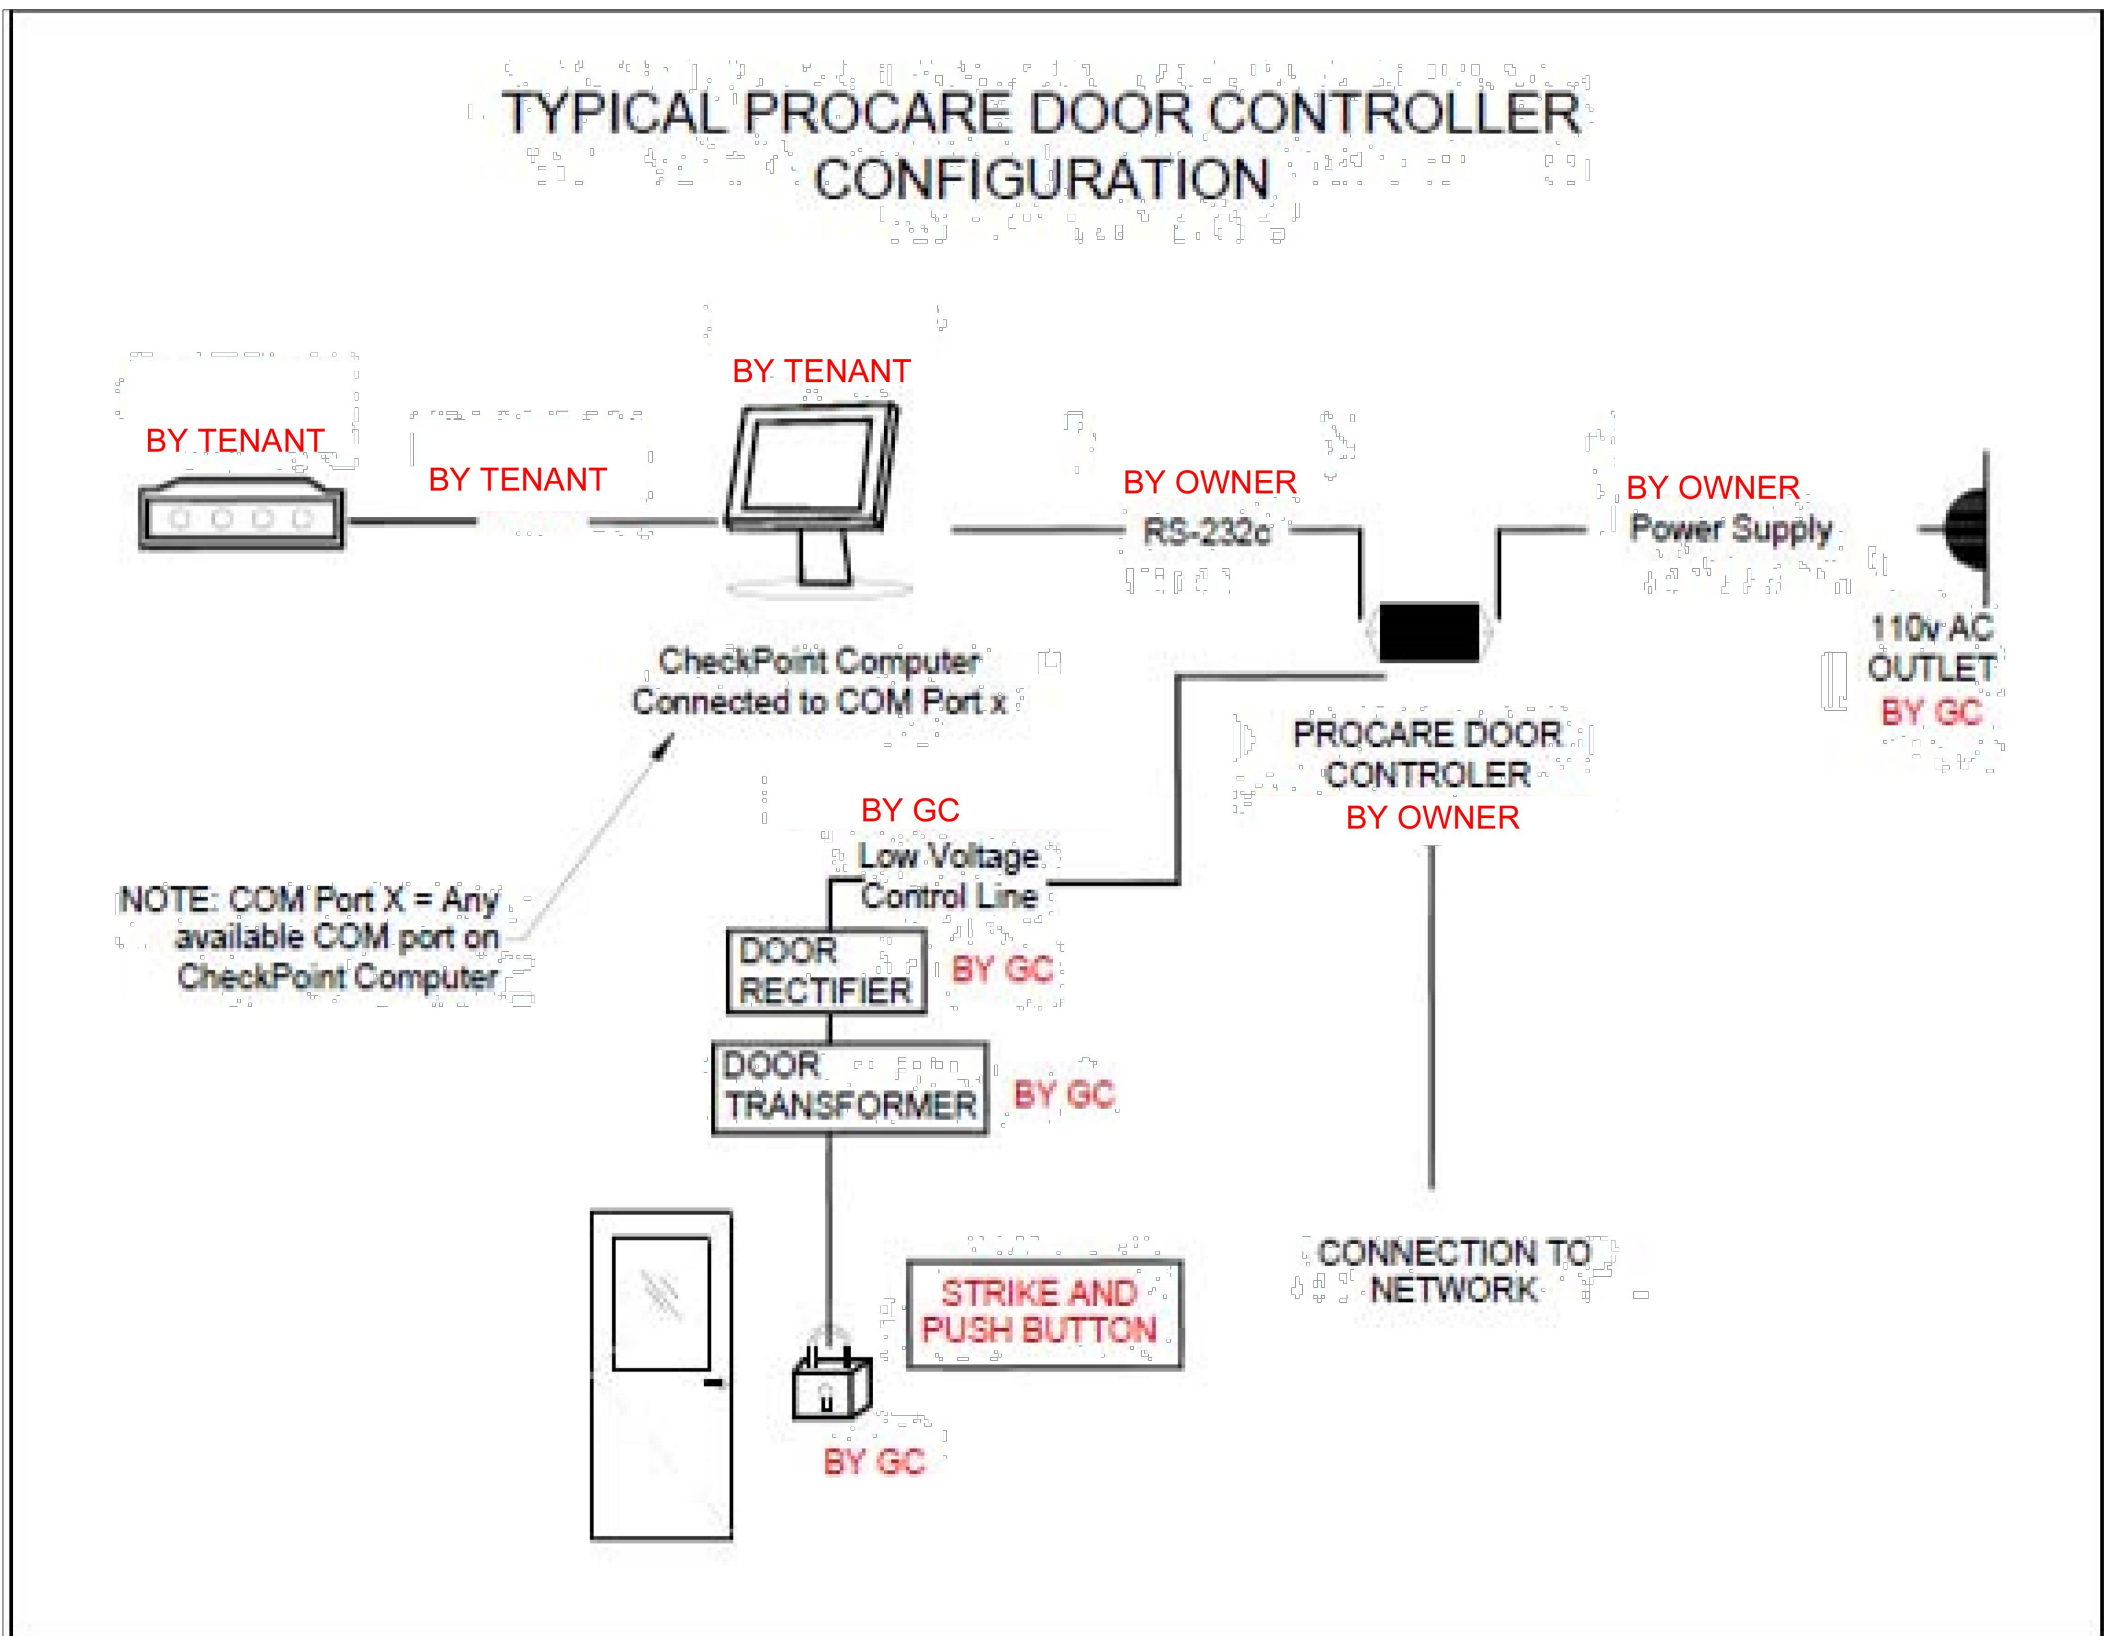 TYPICAL PROCARE DOOR CONTROLLER
CONFIGURATION
BY TENANT
BY TENANT
BY TENANT
BY OWNER
RS-232c
BY OWNER
Power Supply
110v AC
OUTLET
BY GC
CheckPoint Computer
Connected to COM Port x
PROCARE DOOR
CONTROLER
BY OWNER
BY GC
Low Voltage
Control Line
NOTE: COM Port X = Any
available COM port on
CheckPoint Computer
DOOR
RECTIFIER
BY GC
DOOR
TRANSFORMER
BY GC
STRIKE AND
PUSH BUTTON
CONNECTION TO
NETWORK
BY GC